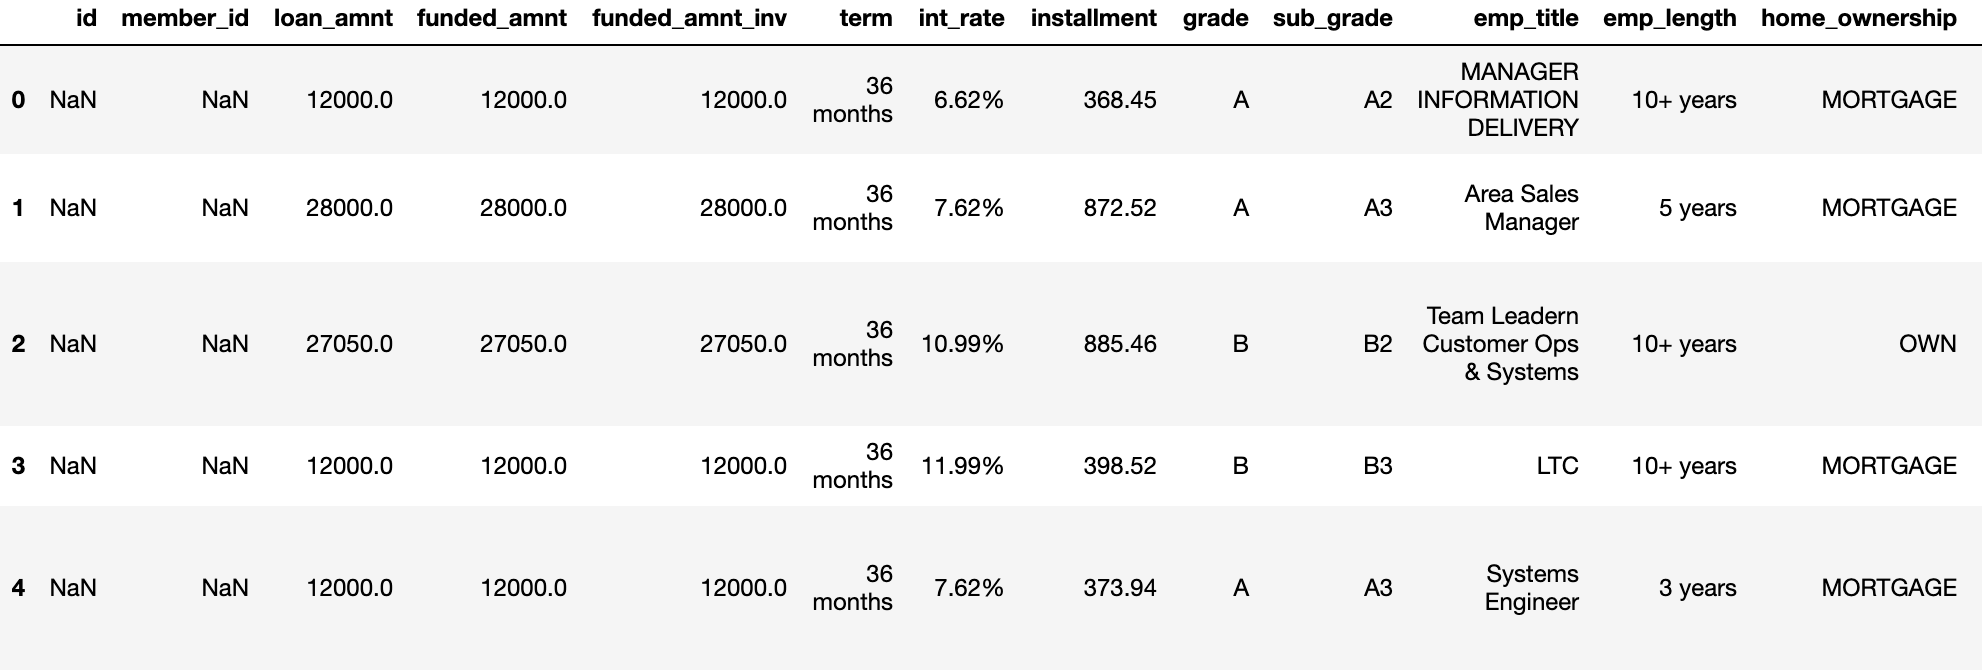 id member_id loan_amnt funded_amnt funded_amnt_inv term int_rate installment grade sub_grade emp_title emp_length home_ownership
0 NaN NaN 12000.0 12000.0 12000.0 36 months 6.62% 368.45 A A2 MANAGER INFORMATION DELIVERY 10+ years MORTGAGE
1 NaN NaN 28000.0 28000.0 28000.0 36 months 7.62% 872.52 A A3 Area Sales Manager 5 years MORTGAGE
2 NaN NaN 27050.0 27050.0 27050.0 36 months 10.99% 885.46 B B2 Team Leadern Customer Ops & Systems 10+ years OWN
3 NaN NaN 12000.0 12000.0 12000.0 36 months 11.99% 398.52 B B3 LTC 10+ years MORTGAGE
4 NaN NaN 12000.0 12000.0 12000.0 36 months 7.62% 373.94 A A3 Systems Engineer 3 years MORTGAGE